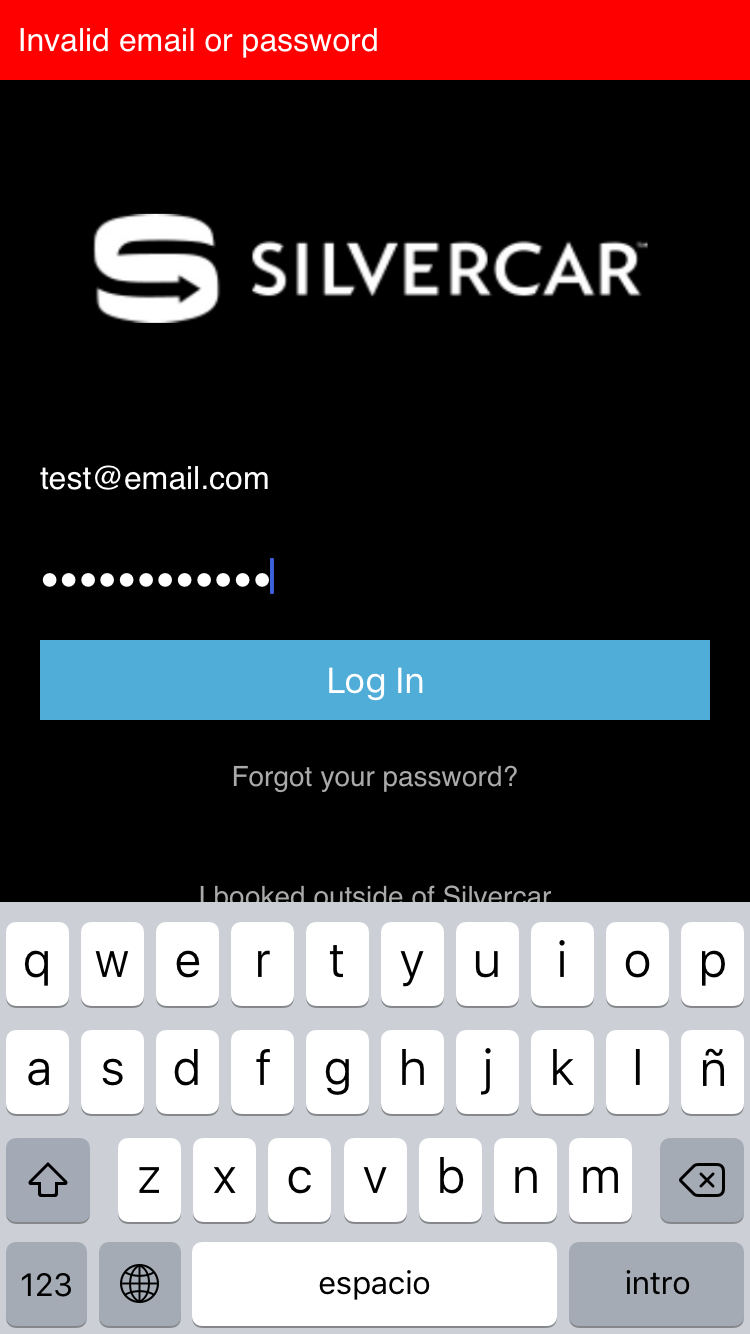 Invalid email or password
SILVERCAR™
test@email.com
••••••••••••
Log In
Forgot your password?
I booked outside of Silvercar
q w e r t y u i o p
a s d f g h j k l ñ
z x c v b n m
123 espacio intro